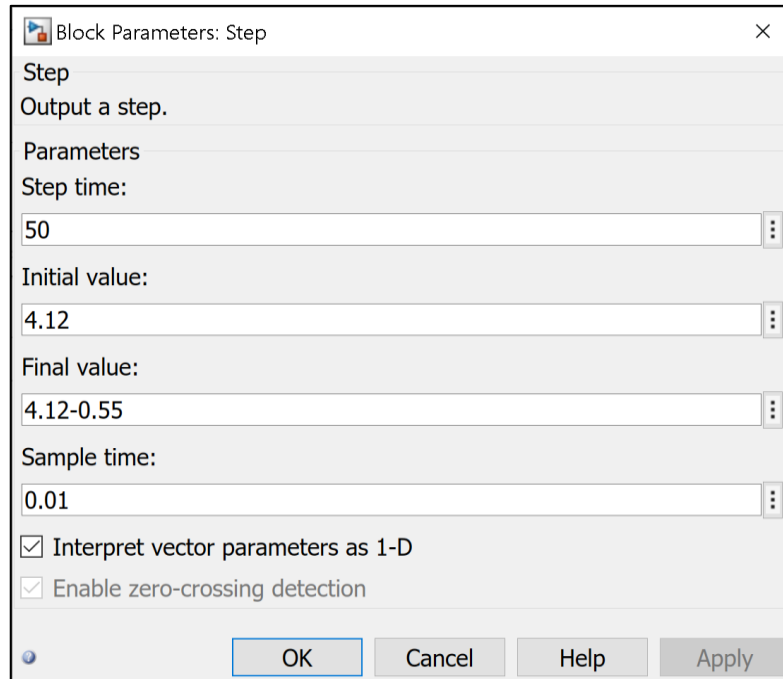 Block Parameters: Step
Step
Output a step.
Parameters
Step time:
50
Initial value:
4.12
Final value:
4.12-0.55
Sample time:
0.01
Interpret vector parameters as 1-D
Enable zero-crossing detection
OK Cancel Help Apply